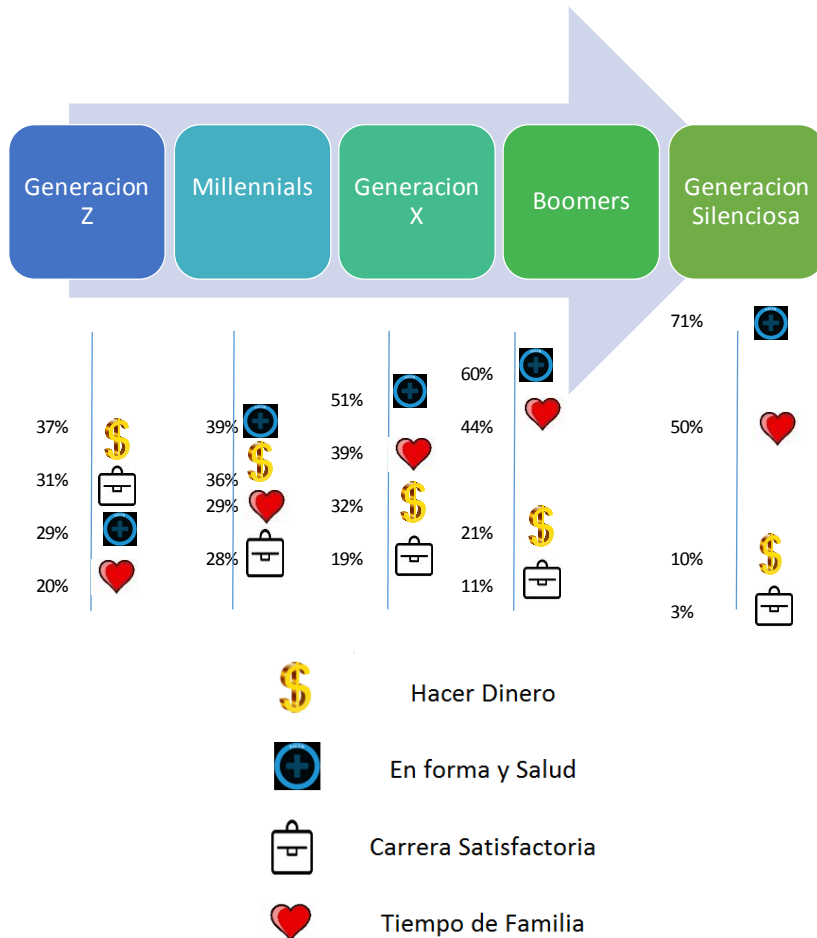 Generacion
Z
Millennials
Generacion
X
Boomers
Generacion
Silenciosa
37%
31%
29%
20%
39%
36%
29%
28%
51%
39%
32%
19%
60%
44%
21%
11%
71%
50%
10%
3%
Hacer Dinero
En forma y Salud
Carrera Satisfactoria
Tiempo de Familia